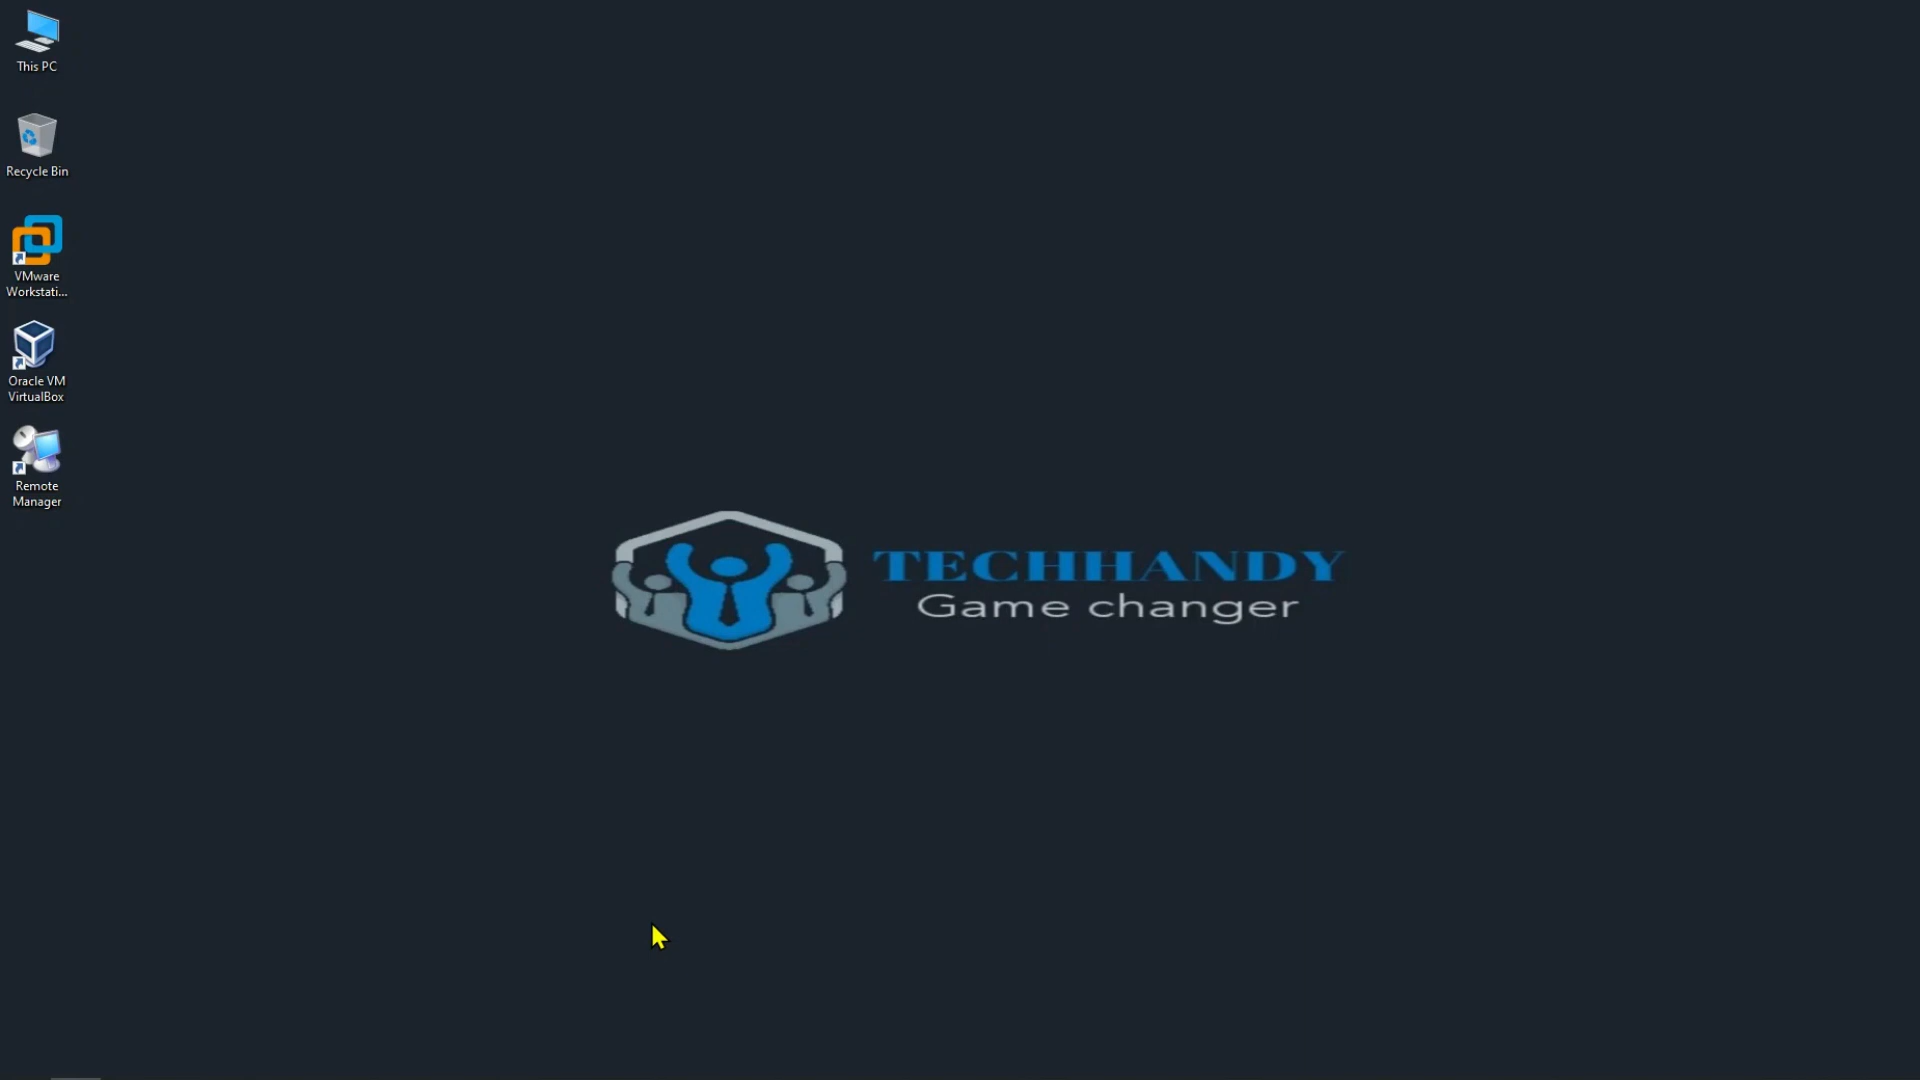 This PC
Recycle Bin
VMware
Workstati...
Oracle VM
VirtualBox
Remote
Manager
TECHHANDY
Game changer